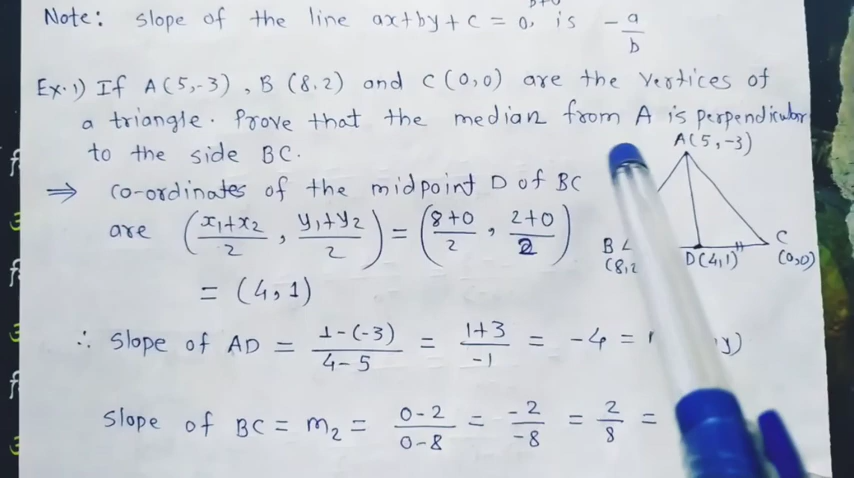 Note: slope of the line ax+by+c = 0, is -a/b
Ex.1) If A(5,-3), B (8,2) and C(0,0) are the vertices of
a triangle. Prove that the median from A is perpendicular
to the side BC.
A(5,-3)
⇒ co-ordinates of the midpoint D of BC
are ((x₁+x₂)/2, (y₁+y₂)/2) = ((8+0)/2, (2+0)/2)
B
C
(8,2
D(4,1)
(0,0)
= (4,1)
∴ slope of AD = (1-(-3))/(4-5) = (1+3)/-1 = -4 =
y)
slope of BC = m₂ = (0-2)/(0-8) = -2/-8 = 2/8 =